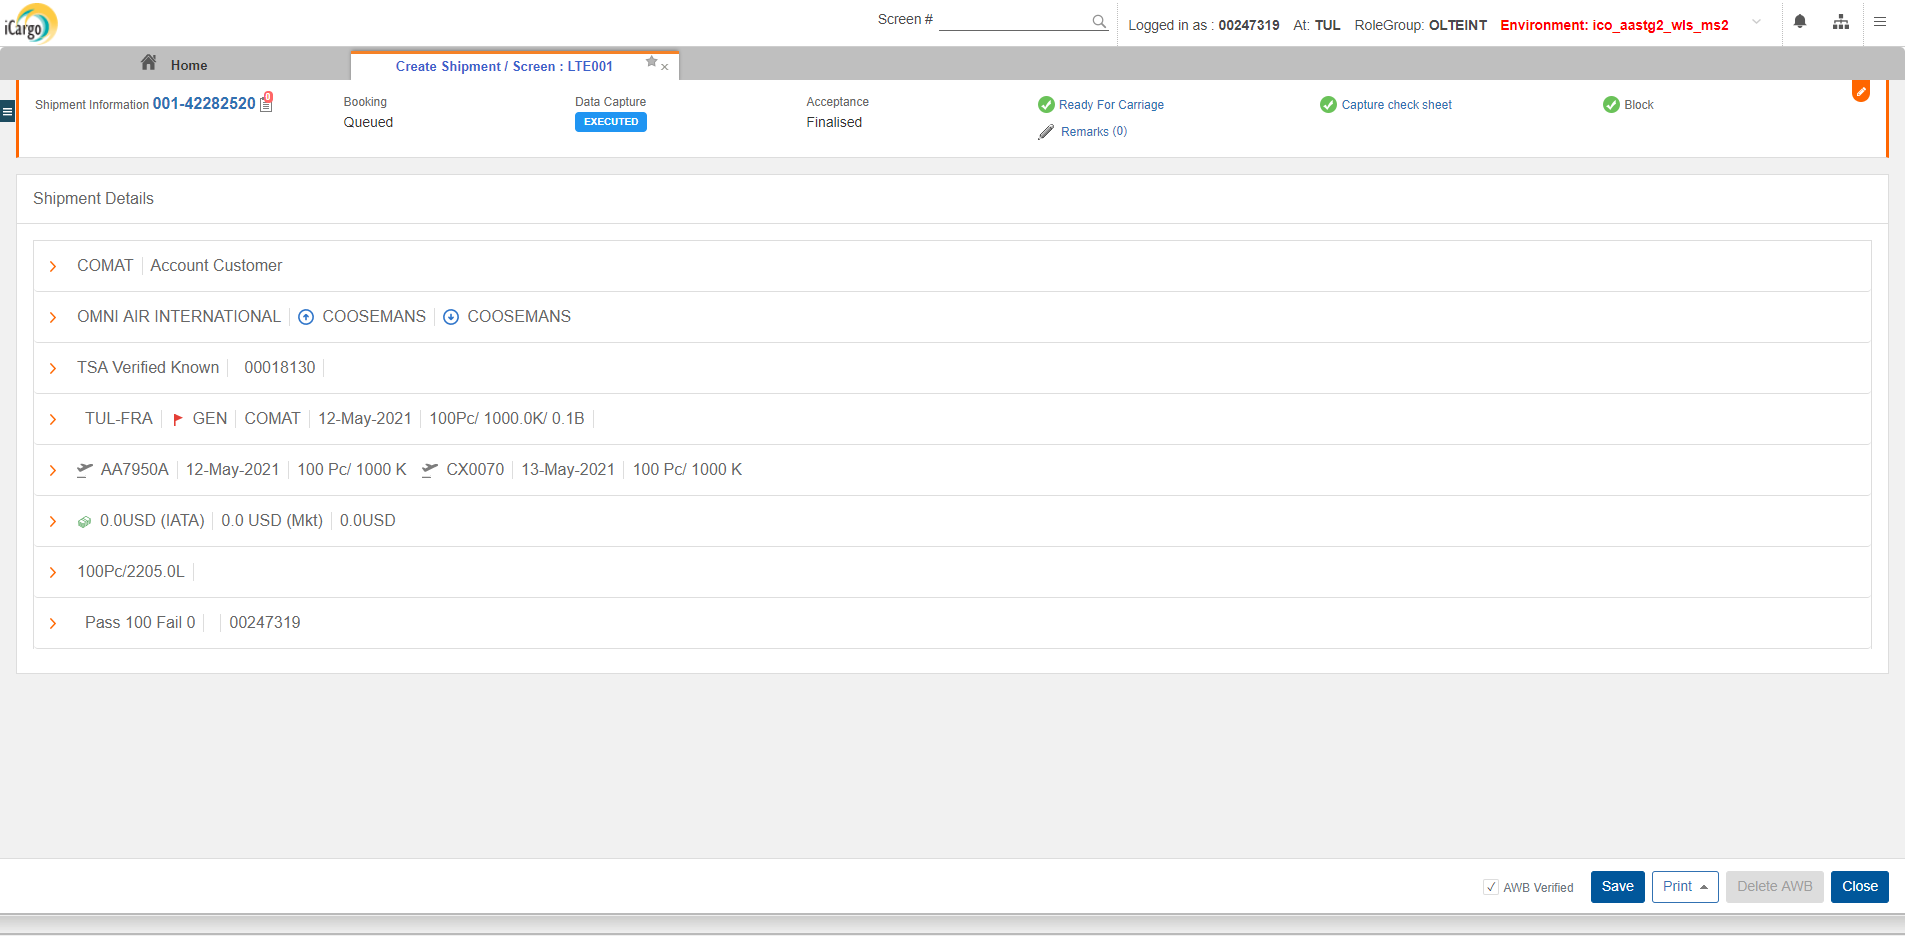 iCargo
Screen #
Logged in as : 00247319 At: TUL RoleGroup: OLTEINT Environment: ico_aastg2_wls_ms2
Home
Create Shipment / Screen : LTE001
Shipment Information 001-42282520 0
Booking
Queued
Data Capture
EXECUTED
Acceptance
Finalised
Ready For Carriage
Remarks (0)
Capture check sheet
Block
Shipment Details
COMAT Account Customer
OMNI AIR INTERNATIONAL COOSEMANS COOSEMANS
TSA Verified Known 00018130
TUL-FRA GEN COMAT 12-May-2021 100Pc/ 1000.0K/ 0.1B
AA7950A 12-May-2021 100 Pc/ 1000 K CX0070 13-May-2021 100 Pc/ 1000 K
0.0USD (IATA) 0.0 USD (Mkt) 0.0USD
100Pc/2205.0L
Pass 100 Fail 0 00247319
AWB Verified Save Print Delete AWB Close